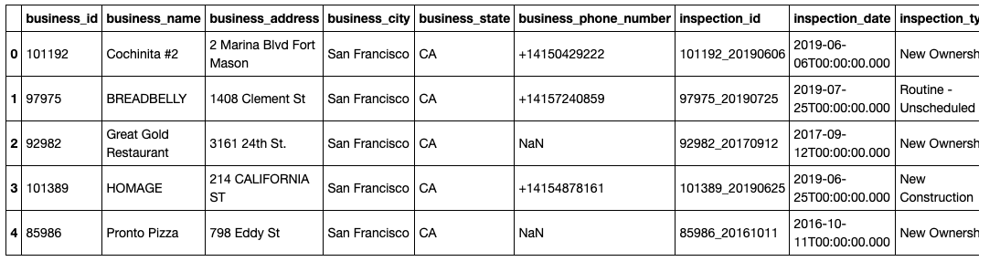 business_id business_name business_address business_city business_state business_phone_number inspection_id inspection_date inspection_ty
0 101192 Cochinita #2 2 Marina Blvd Fort Mason San Francisco CA +14150429222 101192_20190606 2019-06-06T00:00:00.000 New Ownersh
1 97975 BREADBELLY 1408 Clement St San Francisco CA +14157240859 97975_20190725 2019-07-25T00:00:00.000 Routine - Unscheduled
2 92982 Great Gold Restaurant 3161 24th St. San Francisco CA NaN 92982_20170912 2017-09-12T00:00:00.000 New Ownersh
3 101389 HOMAGE 214 CALIFORNIA ST San Francisco CA +14154878161 101389_20190625 2019-06-25T00:00:00.000 New Construction
4 85986 Pronto Pizza 798 Eddy St San Francisco CA NaN 85986_20161011 2016-10-11T00:00:00.000 New Ownersh